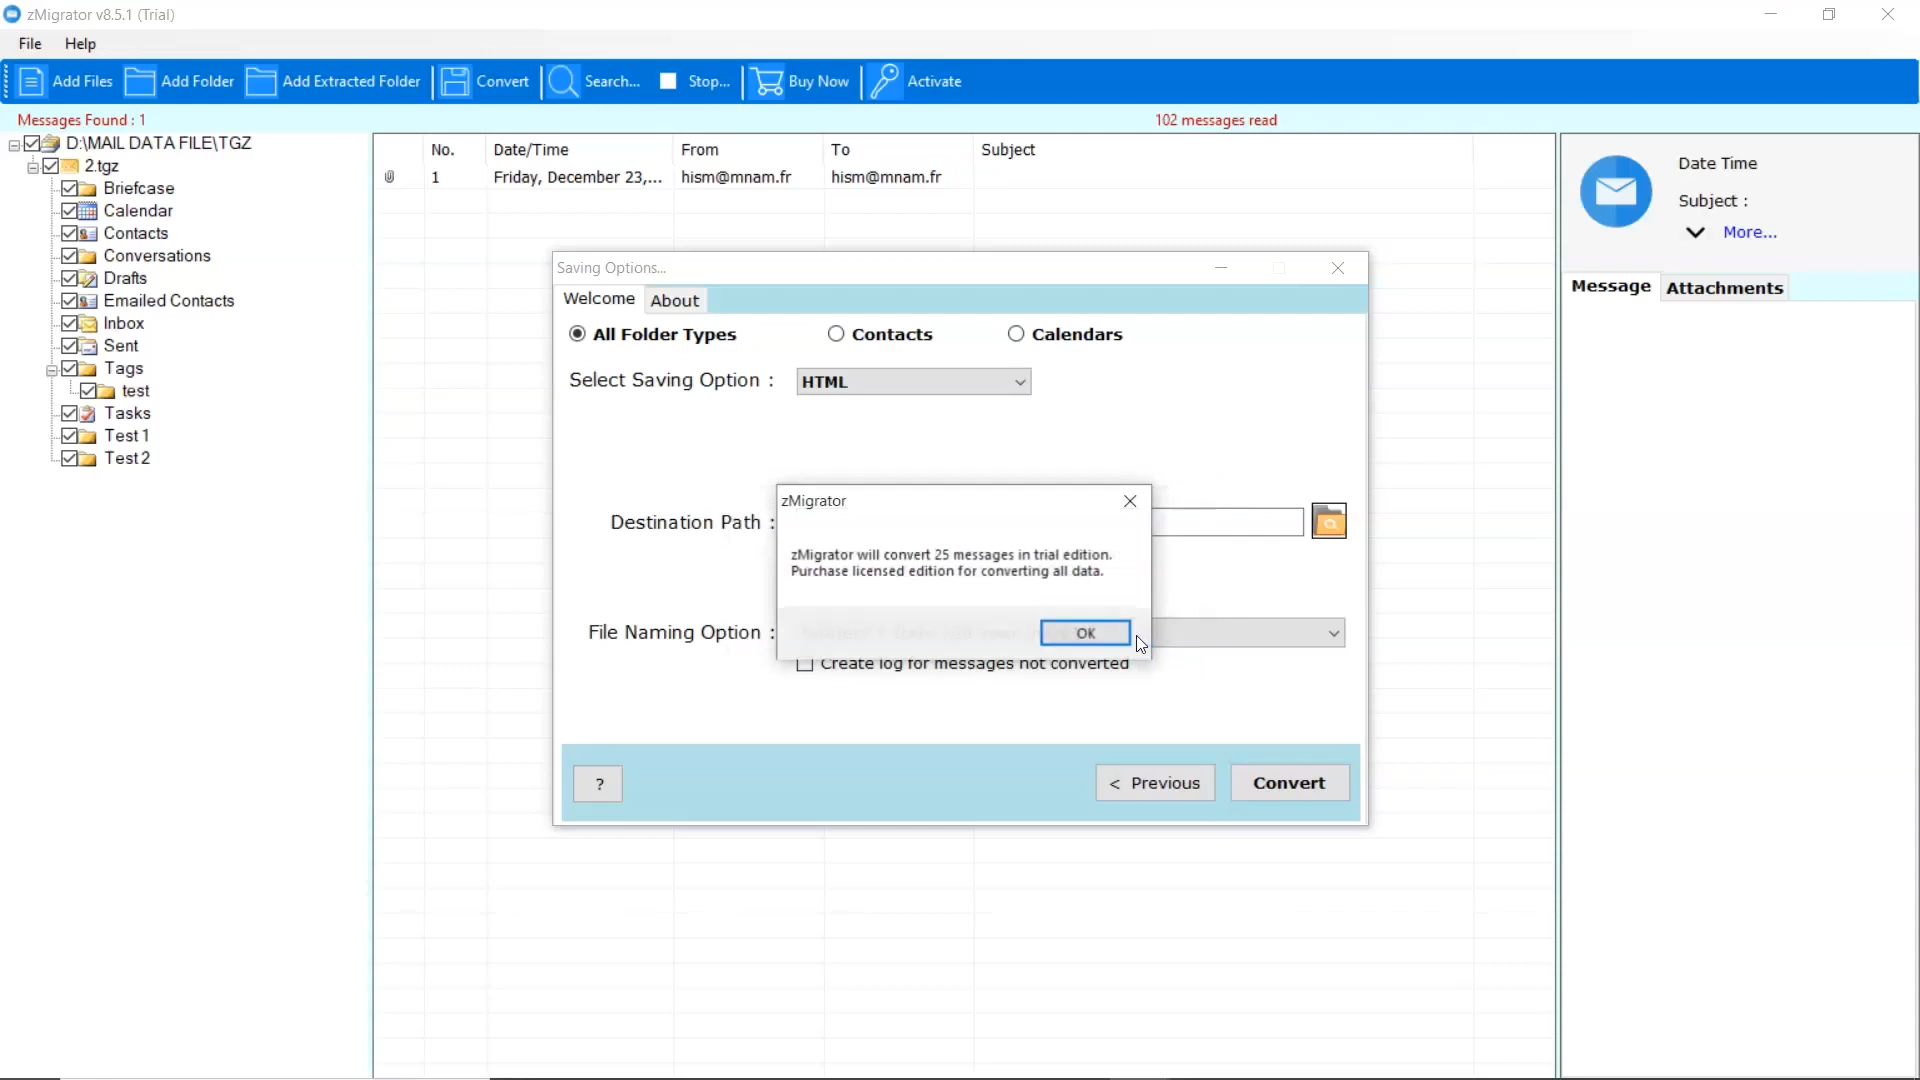 zMigrator v8.5.1 (Trial)
File Help
Add Files Add Folder Add Extracted Folder Convert Search... Stop... Buy Now Activate
Messages Found : 1
102 messages read
D:\MAIL DATA FILE\TGZ
2.tgz
Briefcase
Calendar
Contacts
Conversations
Drafts
Emailed Contacts
Inbox
Sent
Tags
test
Tasks
Test 1
Test 2
No. Date/Time From To Subject
1 Friday, December 23,... hism@mnam.fr hism@mnam.fr
Saving Options...
Welcome About
All Folder Types Contacts Calendars
Select Saving Option : HTML
Destination Path :
zMigrator
zMigrator will convert 25 messages in trial edition.
Purchase licensed edition for converting all data.
OK
File Naming Option :
Create log for messages not converted
? < Previous Convert
Date Time
Subject :
More...
Message Attachments